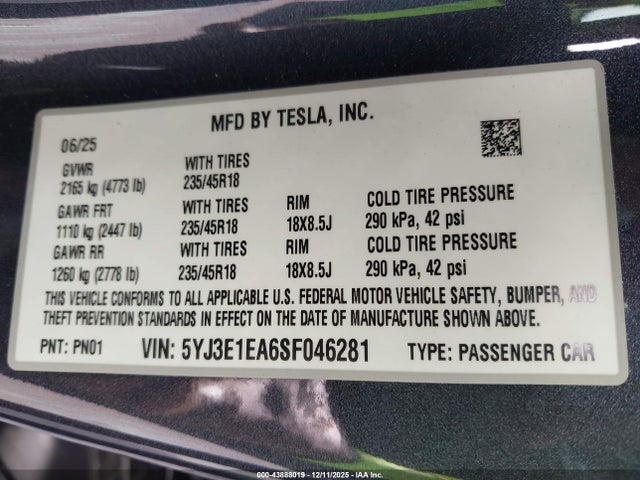 MFD BY TESLA, INC.
06/25
GVWR WITH TIRES
2165 kg (4773 lb) 235/45R18
GAWR FRT WITH TIRES RIM COLD TIRE PRESSURE
1110 kg (2447 lb) 235/45R18 18X8.5J 290 kPa, 42 psi
GAWR RR WITH TIRES RIM COLD TIRE PRESSURE
1260 kg (2778 lb) 235/45R18 18X8.5J 290 kPa, 42 psi
THIS VEHICLE CONFORMS TO ALL APPLICABLE U.S. FEDERAL MOTOR VEHICLE SAFETY, BUMPER, AND
THEFT PREVENTION STANDARDS IN EFFECT ON THE DATE OF MANUFACTURE SHOWN ABOVE.
PNT: PN01 VIN: 5YJ3E1EA6SF046281 TYPE: PASSENGER CAR
000-43888019 - 12/11/2025 - IAA Inc.